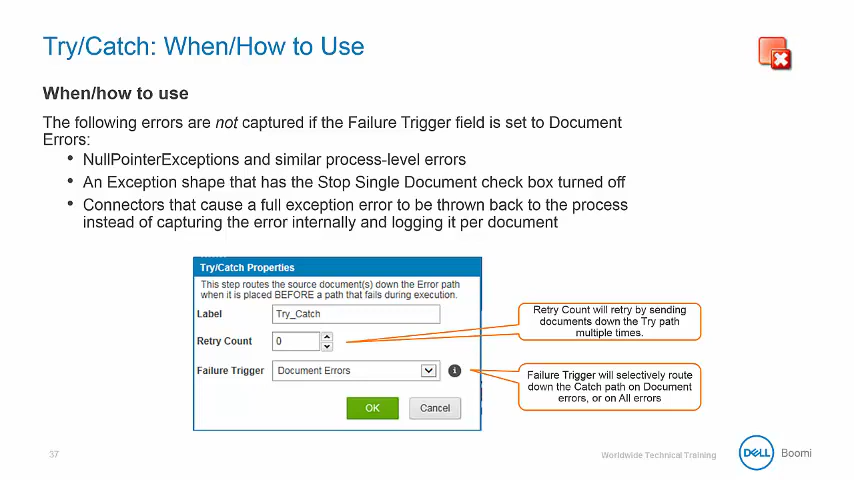 Try/Catch: When/How to Use
When/how to use
The following errors are not captured if the Failure Trigger field is set to Document
Errors:
• NullPointerExceptions and similar process-level errors
• An Exception shape that has the Stop Single Document check box turned off
• Connectors that cause a full exception error to be thrown back to the process
instead of capturing the error internally and logging it per document
Try/Catch Properties
This step routes the source document(s) down the Error path
when it is placed BEFORE a path that fails during execution.
Label Try_Catch
Retry Count 0
Failure Trigger Document Errors
OK Cancel
Retry Count will retry by sending
documents down the Try path
multiple times.
Failure Trigger will selectively route
down the Catch path on Document
errors, or on All errors
37
Worldwide Technical Training
DELL Boomi